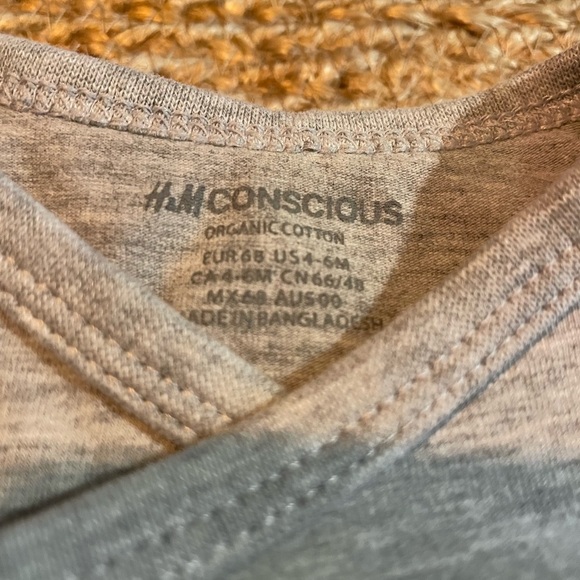 H&M CONSCIOUS
ORGANIC COTTON
EUR 68 US 4-6M
CA 4-6M CN 66/48
MX 68 AUS 00
MADE IN BANGLADESH